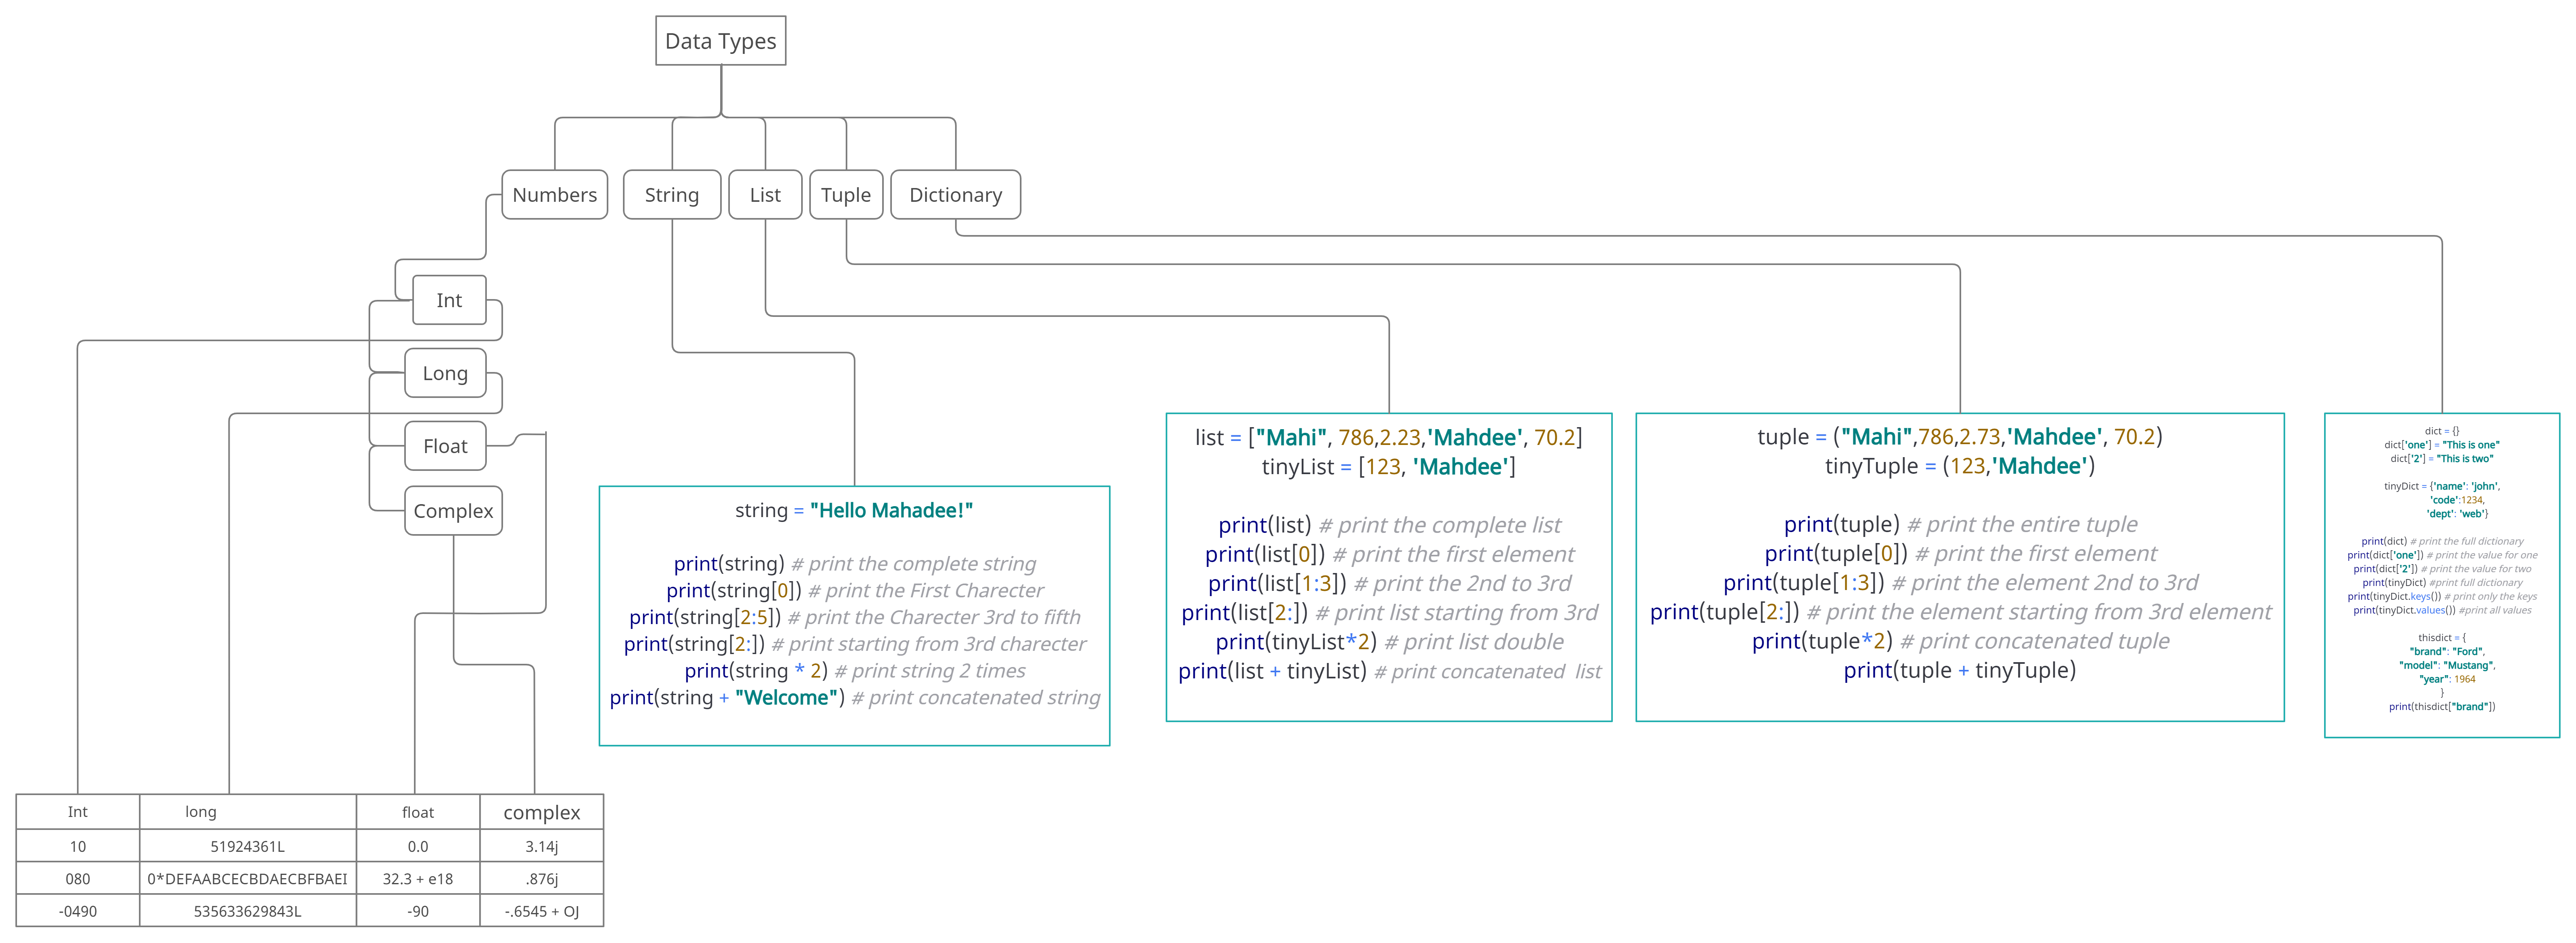 Data Types
Numbers
String
List
Tuple
Dictionary
Int
Long
Float
Complex
string = "Hello Mahadee!"
print(string) # print the complete string
print(string[0]) # print the First Charecter
print(string[2:5]) # print the Charecter 3rd to fifth
print(string[2:]) # print starting from 3rd charecter
print(string * 2) # print string 2 times
print(string + "Welcome") # print concatenated string
list = ["Mahi", 786,2.23,'Mahdee', 70.2]
tinyList = [123, 'Mahdee']
print(list) # print the complete list
print(list[0]) # print the first element
print(list[1:3]) # print the 2nd to 3rd
print(list[2:]) # print list starting from 3rd
print(tinyList*2) # print list double
print(list + tinyList) # print concatenated  list
tuple = ("Mahi",786,2.73,'Mahdee', 70.2)
tinyTuple = (123,'Mahdee')
print(tuple) # print the entire tuple
print(tuple[0]) # print the first element
print(tuple[1:3]) # print the element 2nd to 3rd
print(tuple[2:]) # print the element starting from 3rd element
print(tuple*2) # print concatenated tuple
print(tuple + tinyTuple)
dict = {}
dict['one'] = "This is one"
dict['2'] = "This is two"
tinyDict = {'name': 'john',
'code':1234,
'dept': 'web'}
print(dict) # print the full dictionary
print(dict['one']) # print the value for one
print(dict['2']) # print the value for two
print(tinyDict) #print full dictionary
print(tinyDict.keys()) # print only the keys
print(tinyDict.values()) #print all values
thisdict = {
"brand": "Ford",
"model": "Mustang",
"year": 1964
}
print(thisdict["brand"])
Int long float complex
10 51924361L 0.0 3.14j
080 0*DEFAABCECBDAECBFBAEI 32.3 + e18 .876j
-0490 535633629843L -90 -.6545 + OJ